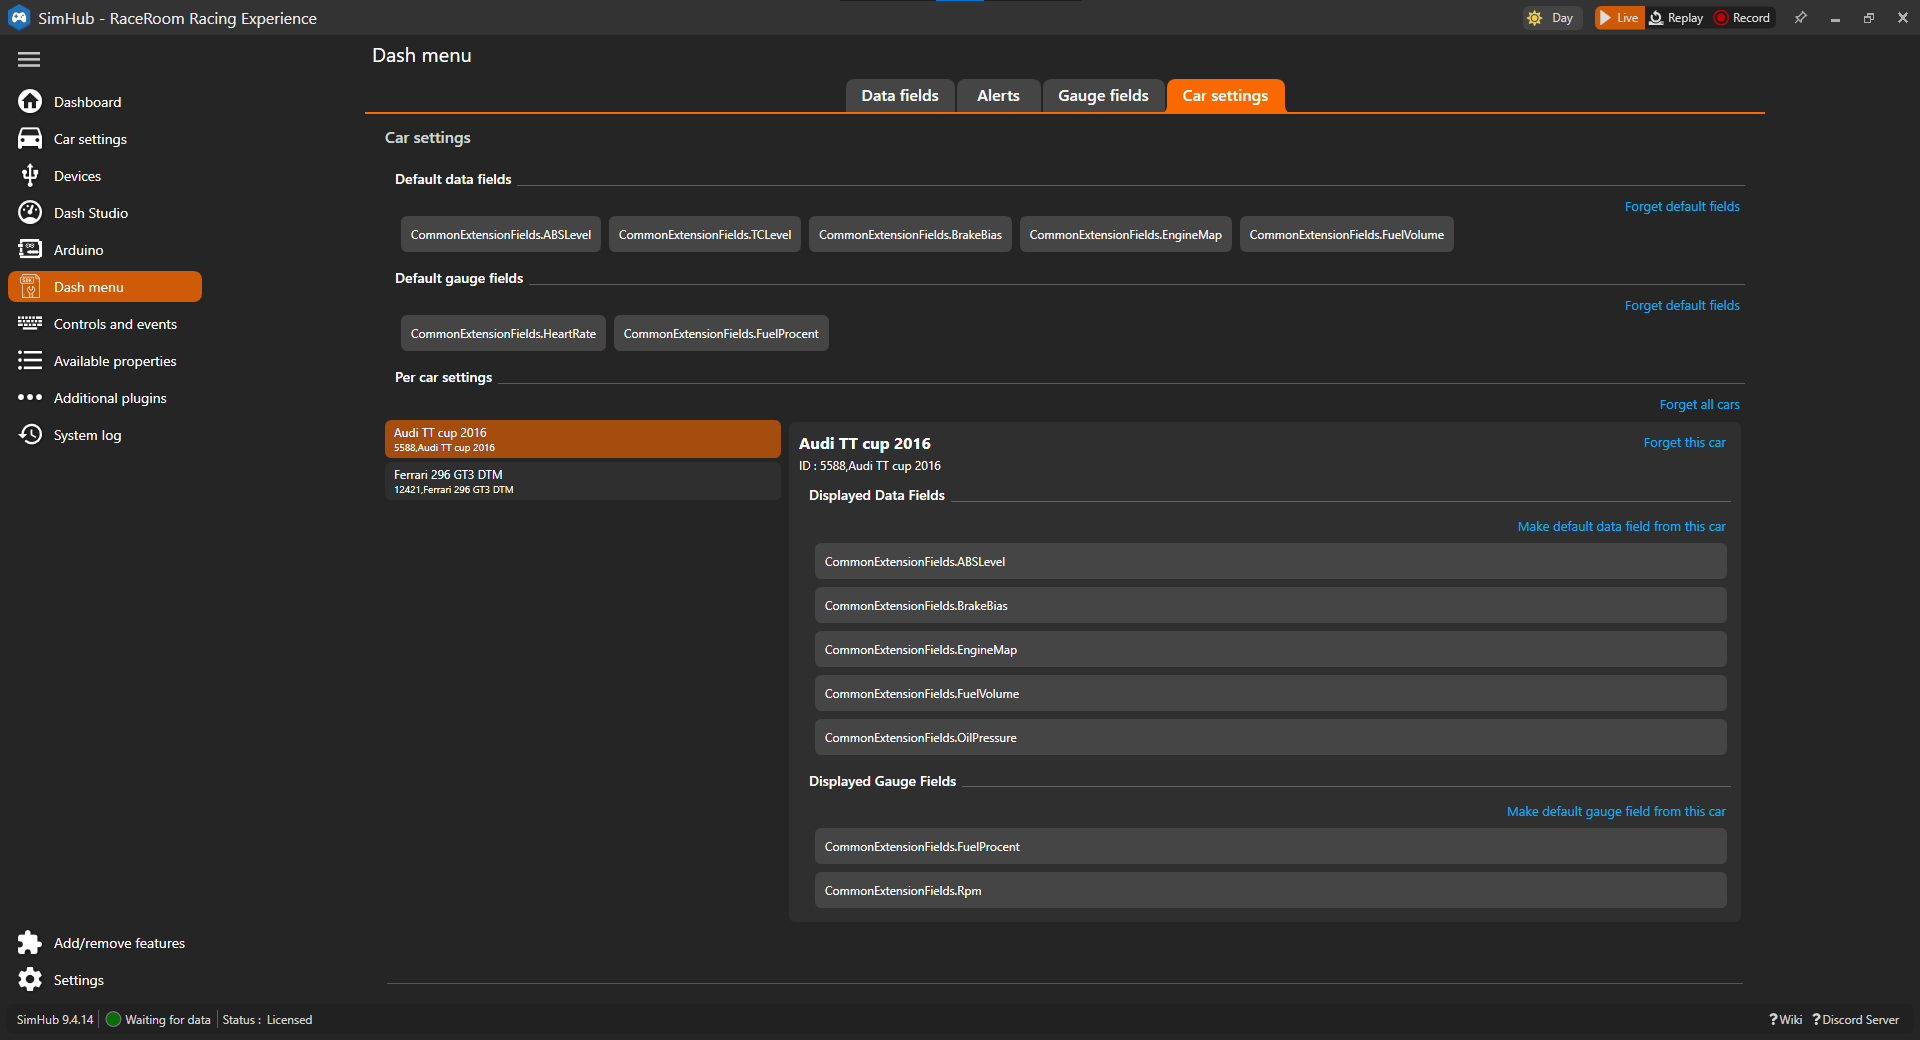 SimHub - RaceRoom Racing Experience
Day
Live
Replay
Record
Dash menu
Data fields
Alerts
Gauge fields
Car settings
Dashboard
Car settings
Devices
Dash Studio
Arduino
Dash menu
Controls and events
Available properties
Additional plugins
System log
Add/remove features
Settings
Car settings
Default data fields
Forget default fields
CommonExtensionFields.ABSLevel
CommonExtensionFields.TCLevel
CommonExtensionFields.BrakeBias
CommonExtensionFields.EngineMap
CommonExtensionFields.FuelVolume
Default gauge fields
Forget default fields
CommonExtensionFields.HeartRate
CommonExtensionFields.FuelProcent
Per car settings
Forget all cars
Audi TT cup 2016
5588,Audi TT cup 2016
Ferrari 296 GT3 DTM
12421,Ferrari 296 GT3 DTM
Audi TT cup 2016
Forget this car
ID : 5588,Audi TT cup 2016
Displayed Data Fields
Make default data field from this car
CommonExtensionFields.ABSLevel
CommonExtensionFields.BrakeBias
CommonExtensionFields.EngineMap
CommonExtensionFields.FuelVolume
CommonExtensionFields.OilPressure
Displayed Gauge Fields
Make default gauge field from this car
CommonExtensionFields.FuelProcent
CommonExtensionFields.Rpm
SimHub 9.4.14
Waiting for data
Status : Licensed
?Wiki
?Discord Server